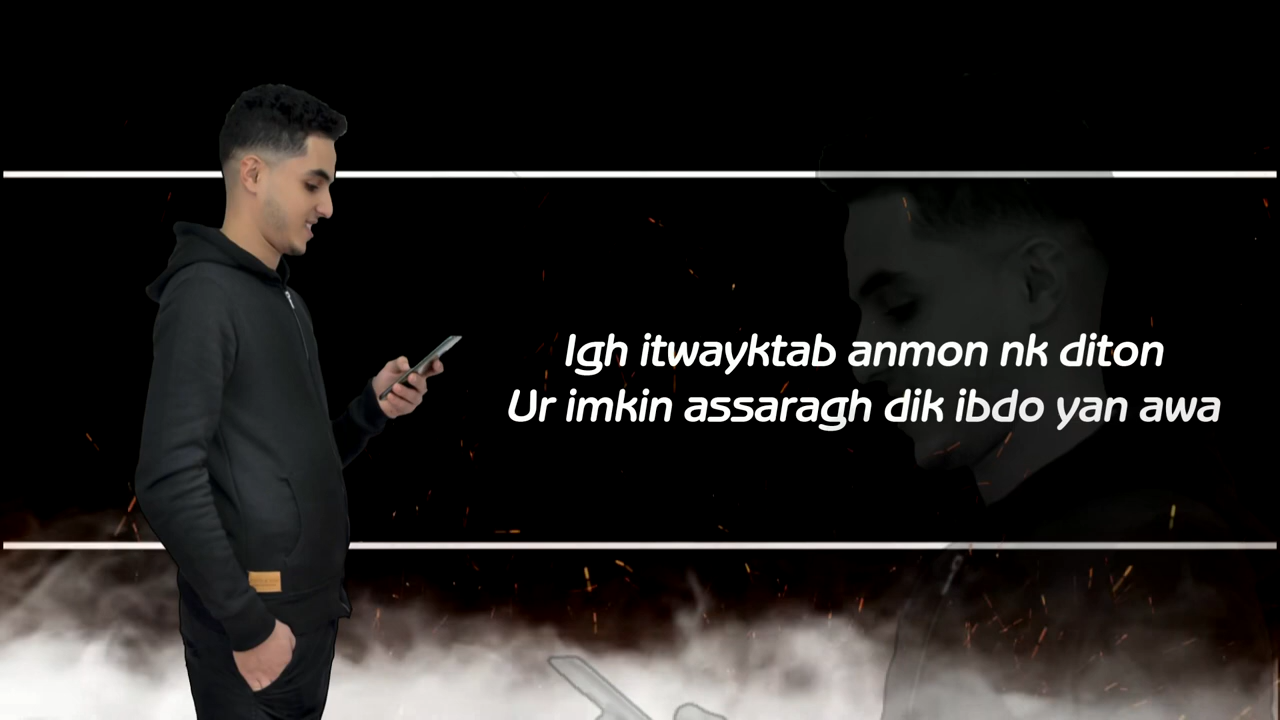 Igh itwayktab anmon nk diton
Ur imkin assaragh dik ibdo yan awa